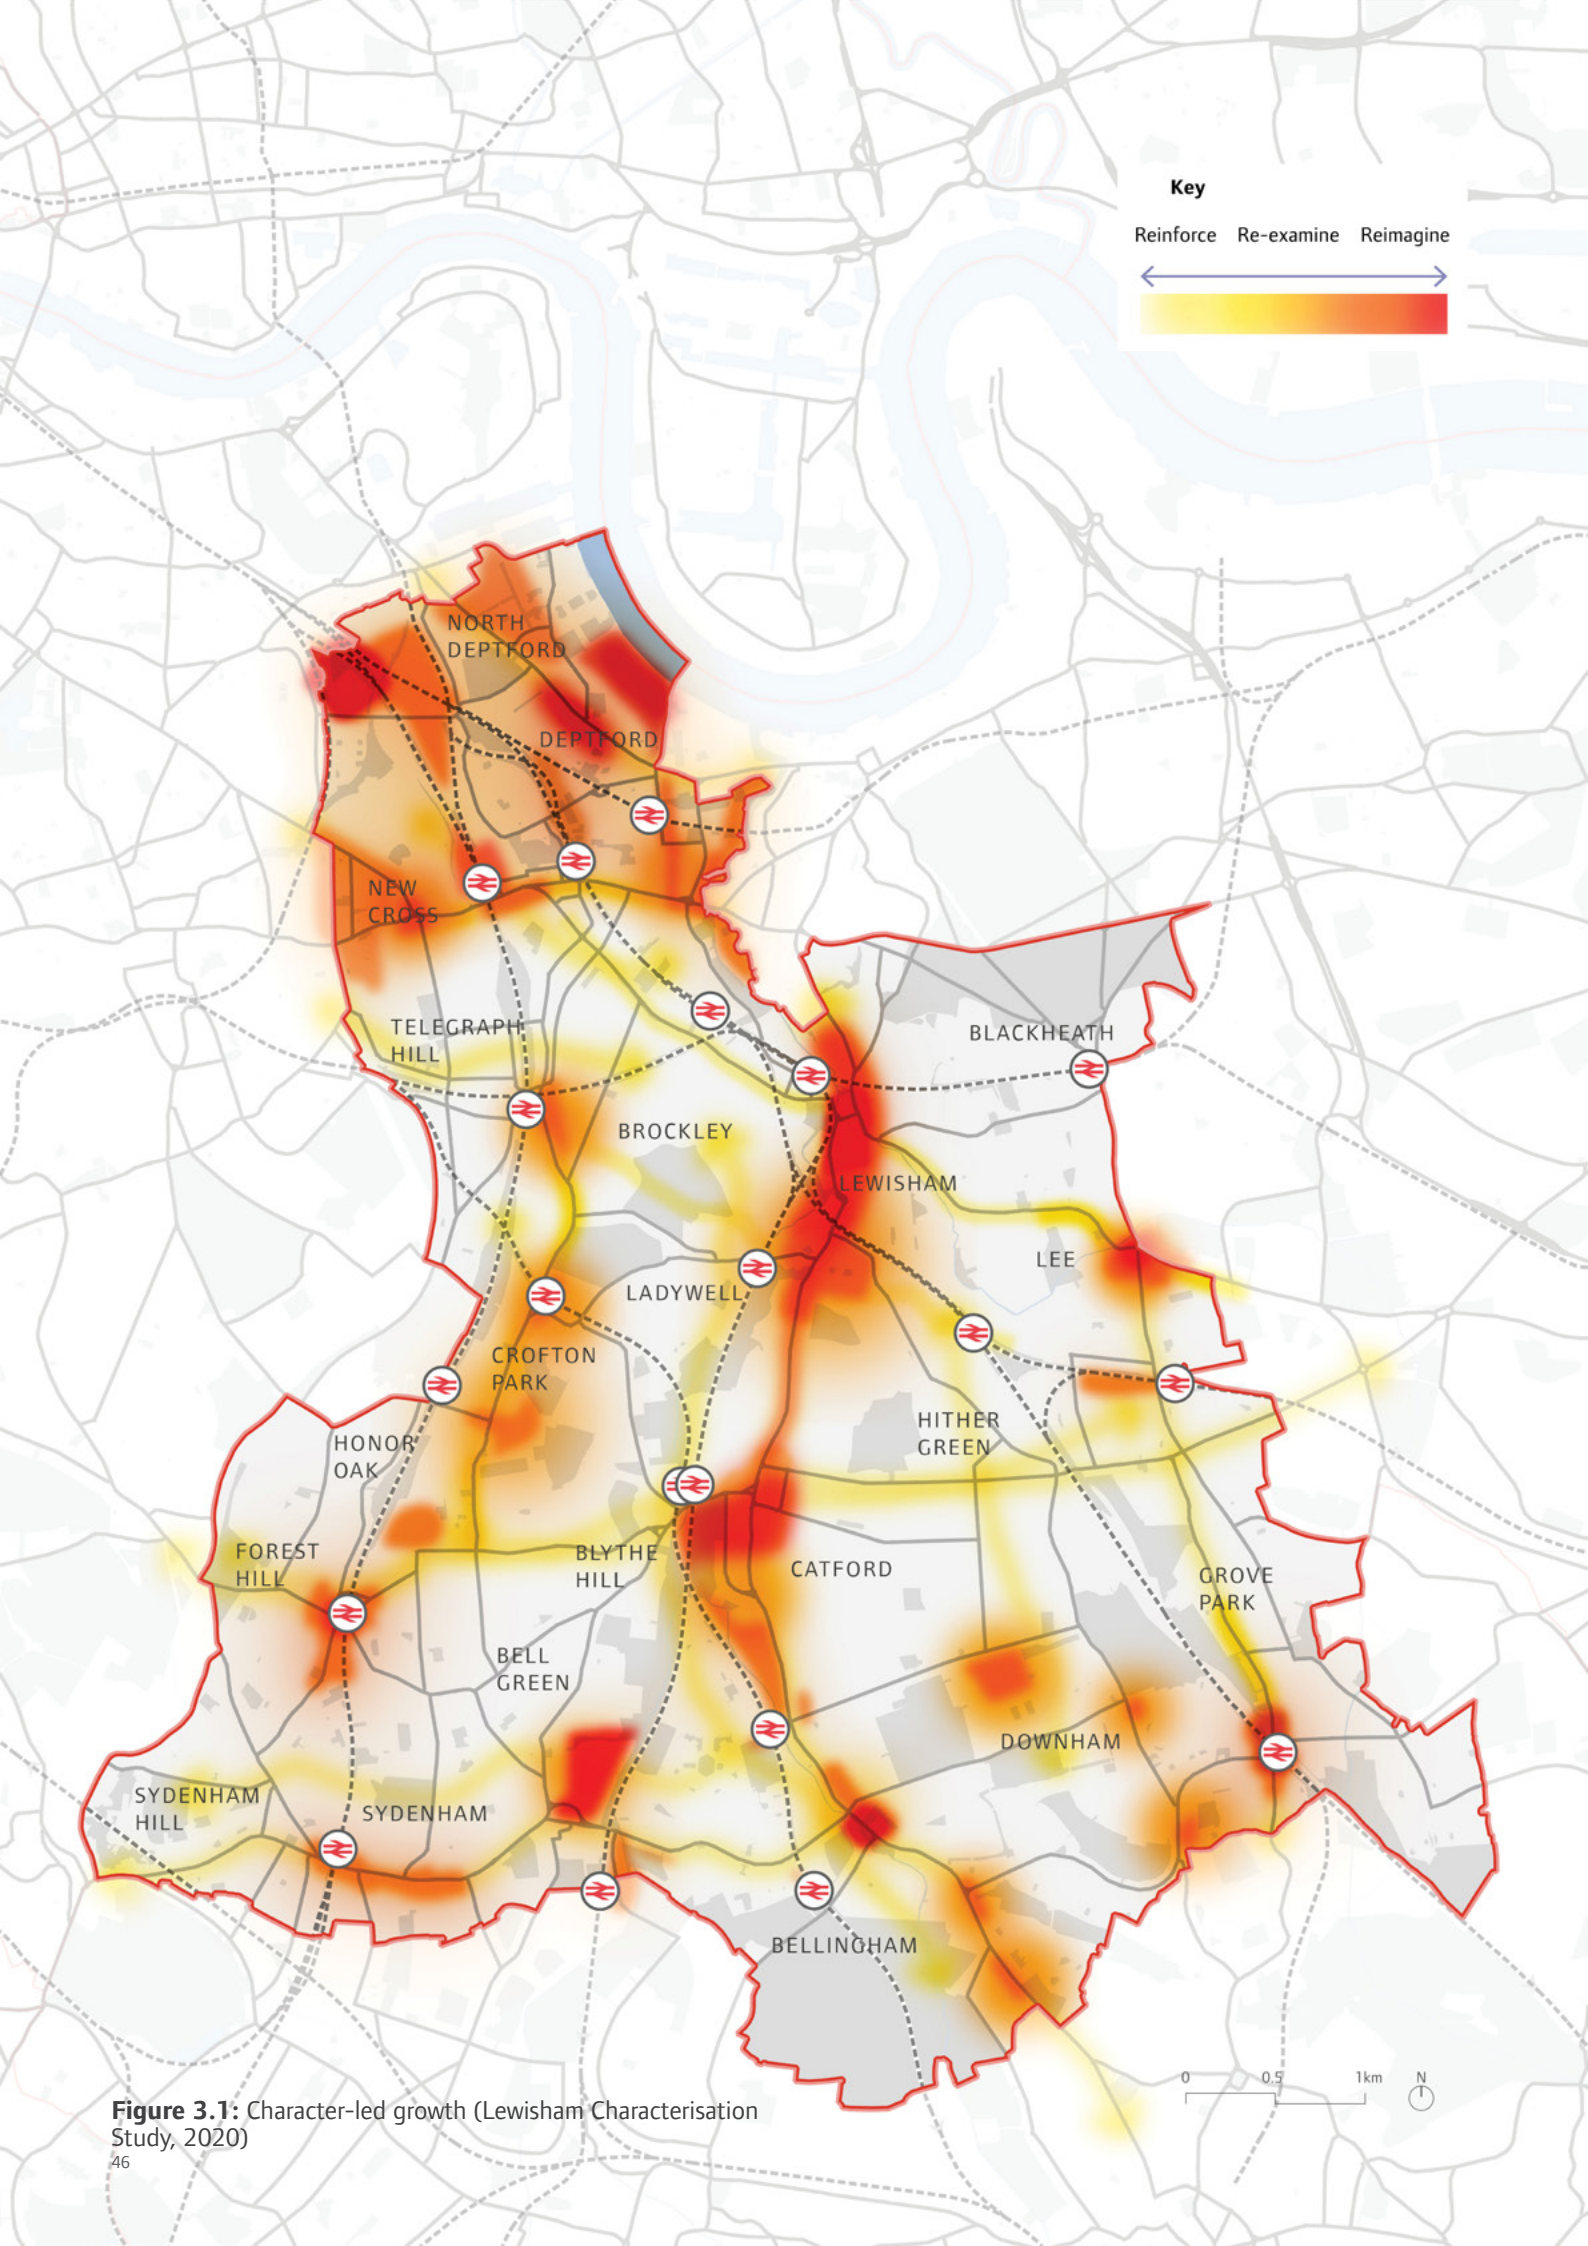 Key
Reinforce Re-examine Reimagine
NORTH
DEPTFORD
DEPTFORD
NEW
CROSS
TELEGRAPH
HILL
BLACKHEATH
BROCKLEY
LEWISHAM
LEE
LADYWELL
CROFTON
PARK
HITHER
GREEN
HONOR
OAK
FOREST
HILL
BLYTHE
HILL
CATFORD
GROVE
PARK
BELL
GREEN
DOWNHAM
SYDENHAM
HILL
SYDENHAM
BELLINGHAM
0 0.5 1km N
Figure 3.1: Character-led growth (Lewisham Characterisation
Study, 2020)
46